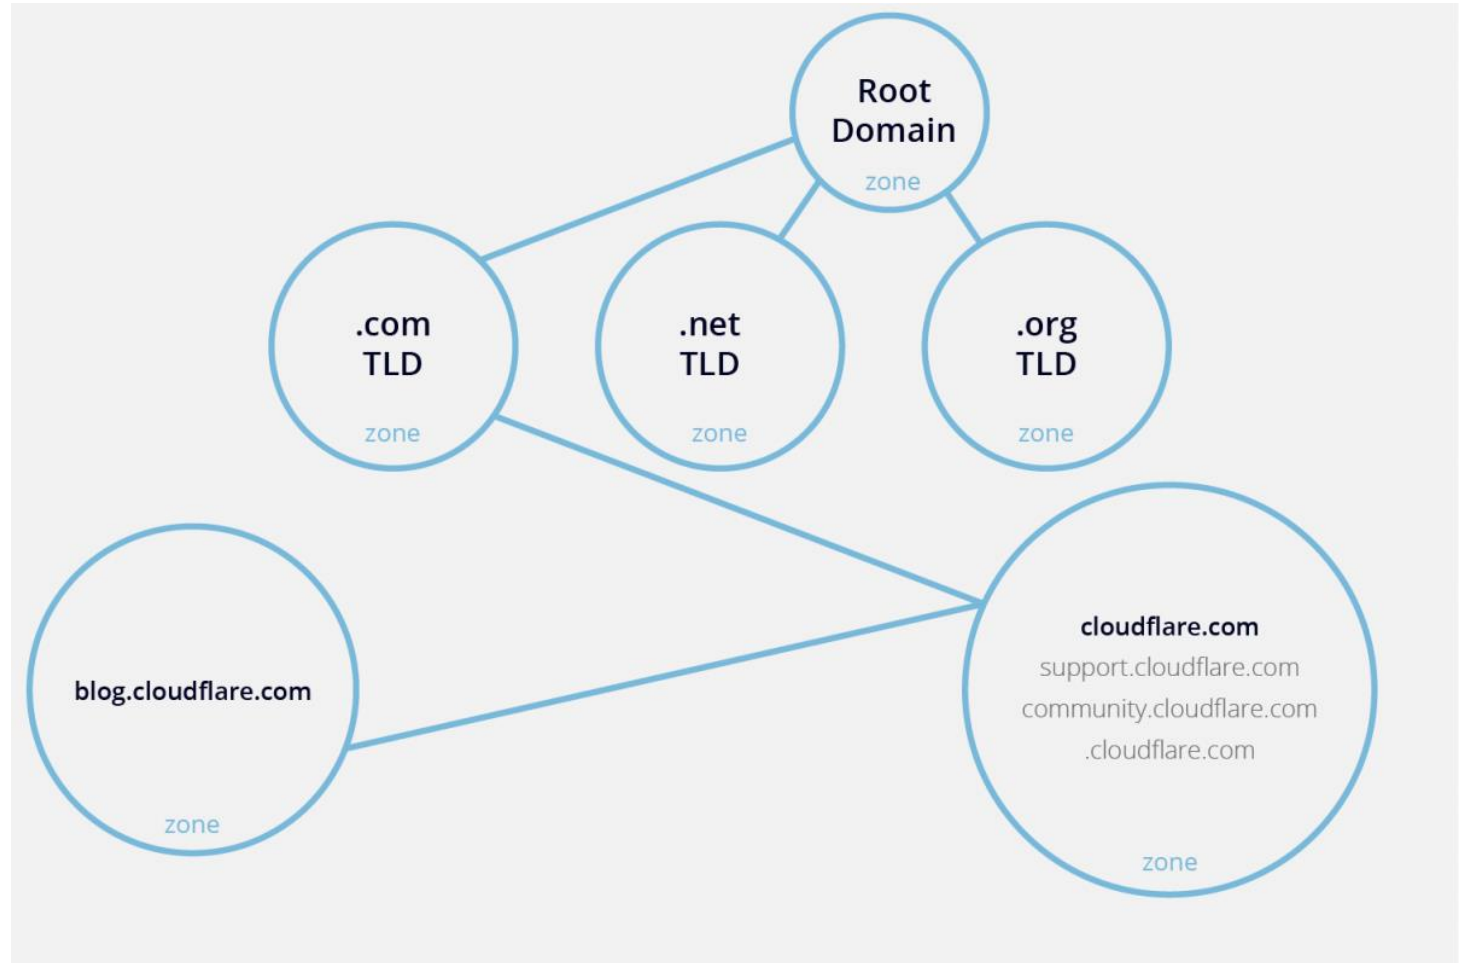 Root
Domain
zone
.com
TLD
zone
.net
TLD
zone
.org
TLD
zone
blog.cloudflare.com
zone
cloudflare.com
support.cloudflare.com
community.cloudflare.com
.cloudflare.com
zone